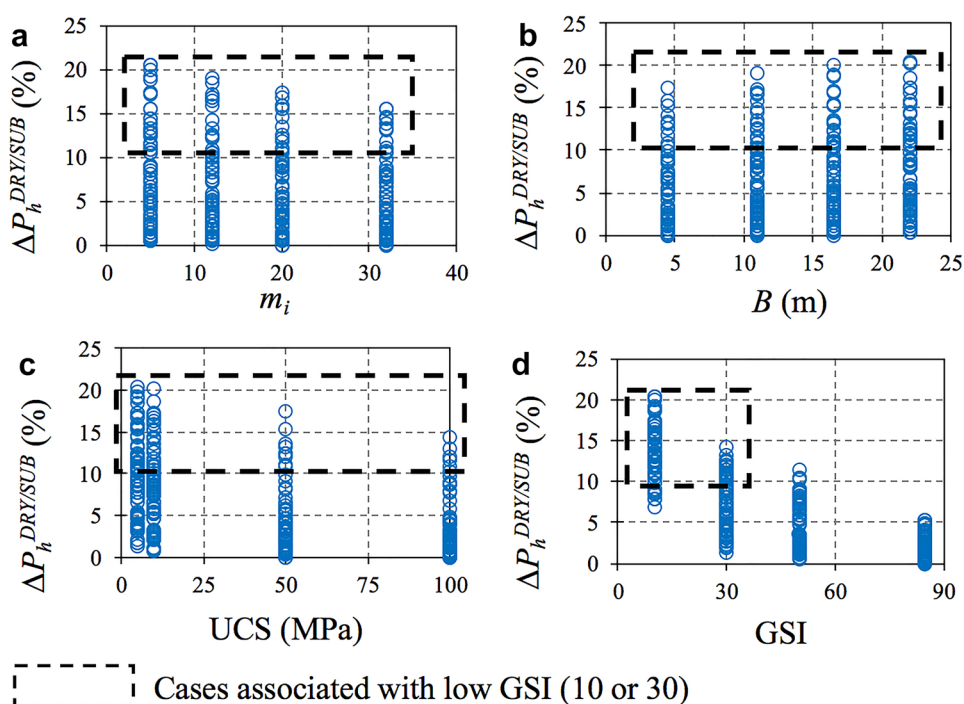 a
ΔP_h^DRY/SUB (%)
25
20
15
10
5
0
0 10 20 30 40
m_i
b
ΔP_h^DRY/SUB (%)
25
20
15
10
5
0
0 5 10 15 20 25
B (m)
c
ΔP_h^DRY/SUB (%)
25
20
15
10
5
0
0 25 50 75 100
UCS (MPa)
d
ΔP_h^DRY/SUB (%)
25
20
15
10
5
0
0 30 60 90
GSI
Cases associated with low GSI (10 or 30)